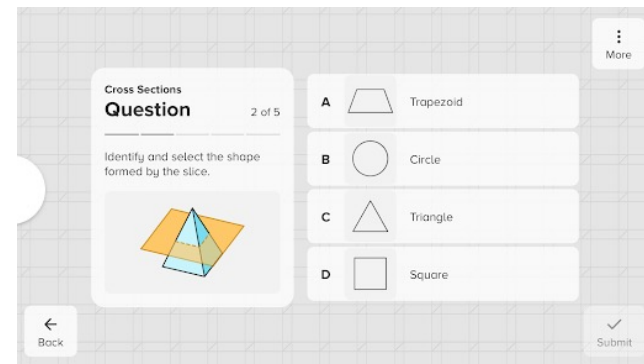 More
Cross Sections
Question
2 of 5
Identify and select the shape
formed by the slice.
A
Trapezoid
B
Circle
C
Triangle
D
Square
Back
Submit